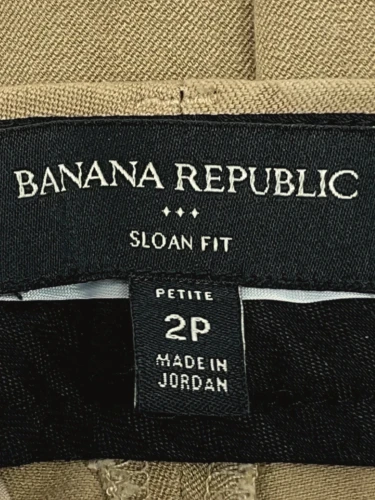 BANANA REPUBLIC
SLOAN FIT
PETITE
2P
MADE IN
JORDAN